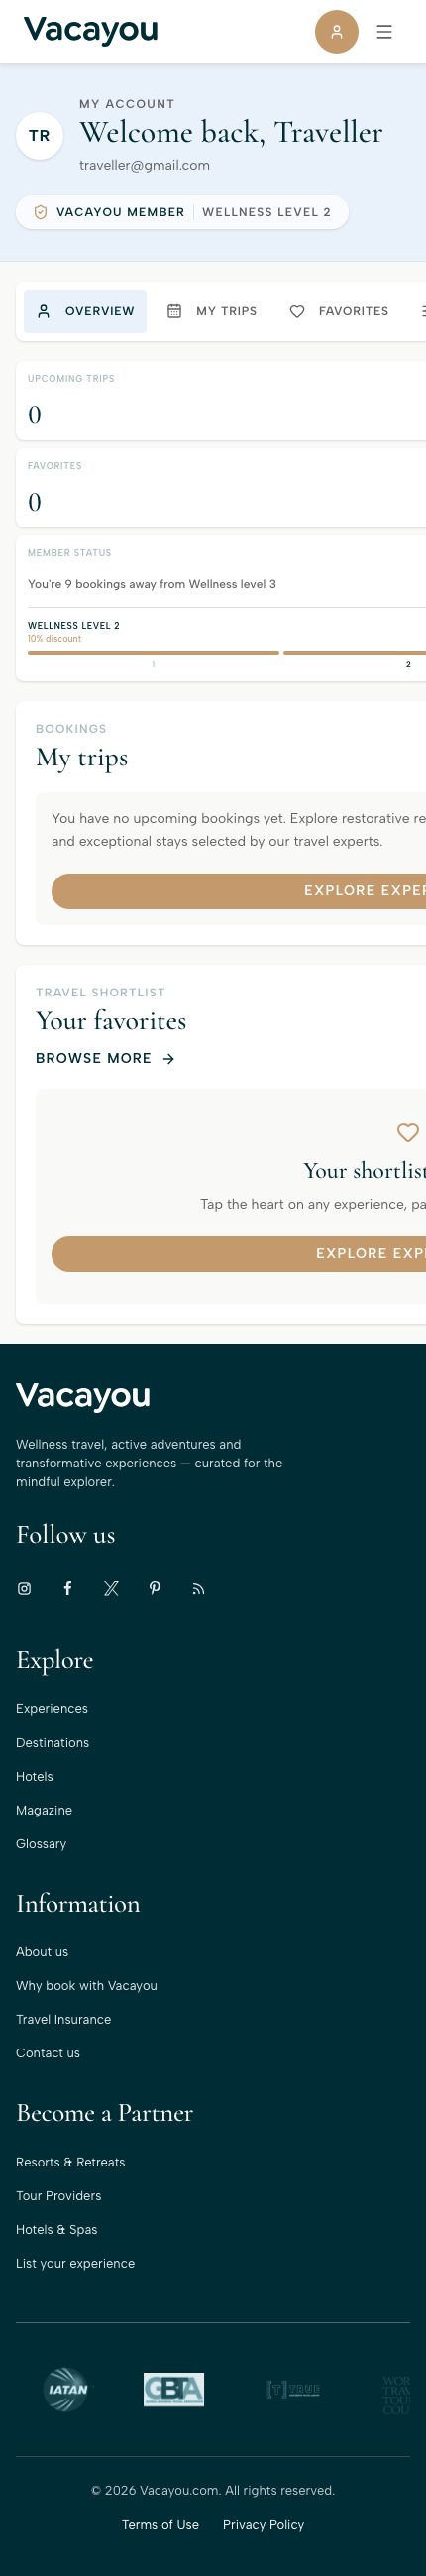 Vacayou
MY ACCOUNT
TR
Welcome back, Traveller
traveller@gmail.com
VACAYOU MEMBER
WELLNESS LEVEL 2
OVERVIEW
MY TRIPS
FAVORITES
UPCOMING TRIPS
0
FAVORITES
0
MEMBER STATUS
You're 9 bookings away from Wellness level 3
WELLNESS LEVEL 2
10% discount
1
2
BOOKINGS
My trips
You have no upcoming bookings yet. Explore restorative re
and exceptional stays selected by our travel experts.
EXPLORE EXPER
TRAVEL SHORTLIST
Your favorites
BROWSE MORE
Your shortlist
Tap the heart on any experience, pa
EXPLORE EXP
Vacayou
Wellness travel, active adventures and
transformative experiences — curated for the
mindful explorer.
Follow us
Explore
Experiences
Destinations
Hotels
Magazine
Glossary
Information
About us
Why book with Vacayou
Travel Insurance
Contact us
Become a Partner
Resorts & Retreats
Tour Providers
Hotels & Spas
List your experience
IATAN
GBTA
[T] TRUE
WOR
TRAV
TOU
COU
© 2026 Vacayou.com. All rights reserved.
Terms of Use
Privacy Policy